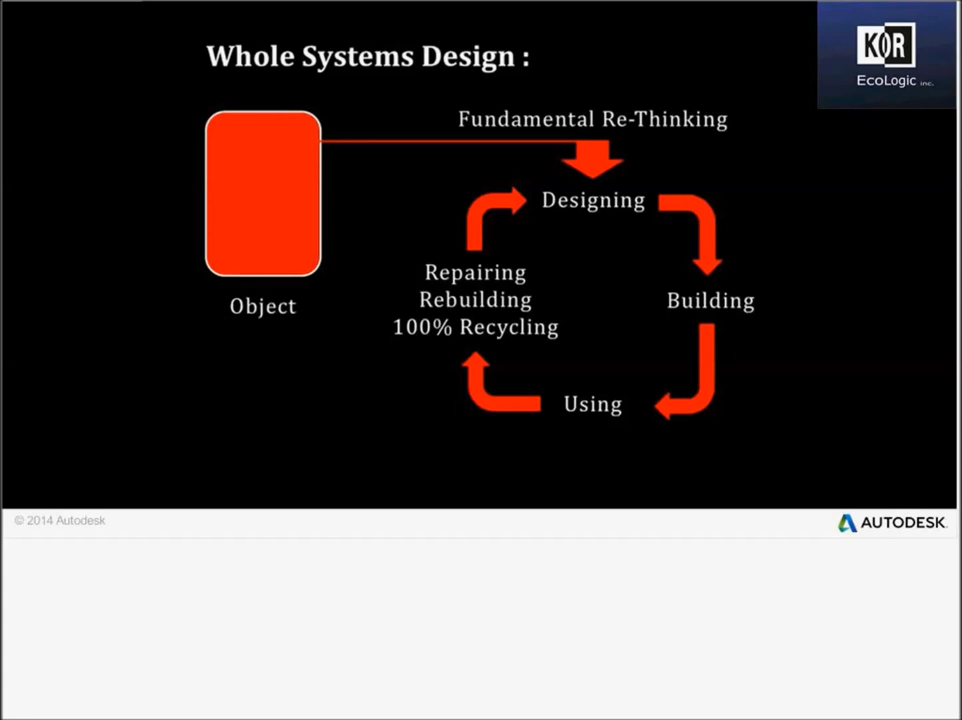 Whole Systems Design :
KOR
EcoLogic inc.
Fundamental Re-Thinking
Designing
Repairing
Rebuilding
100% Recycling
Building
Object
Using
© 2014 Autodesk
AUTODESK.